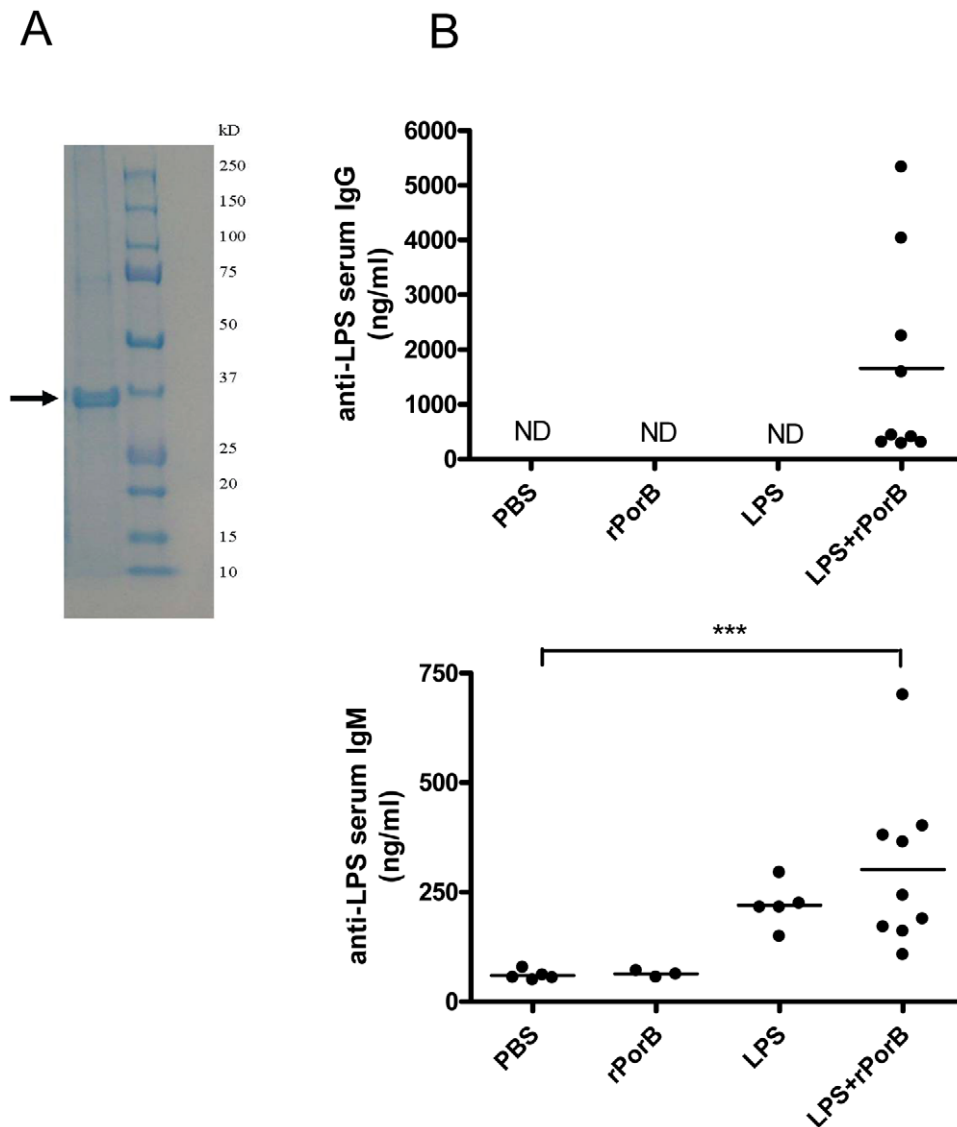 A
B
kD
250
150
100
75
50
37
25
20
15
10
anti-LPS serum IgG
(ng/ml)
6000
5000
4000
3000
2000
1000
0
ND
ND
ND
PBS
rPorB
LPS
LPS+rPorB
***
anti-LPS serum IgM
(ng/ml)
750
500
250
0
PBS
rPorB
LPS
LPS+rPorB